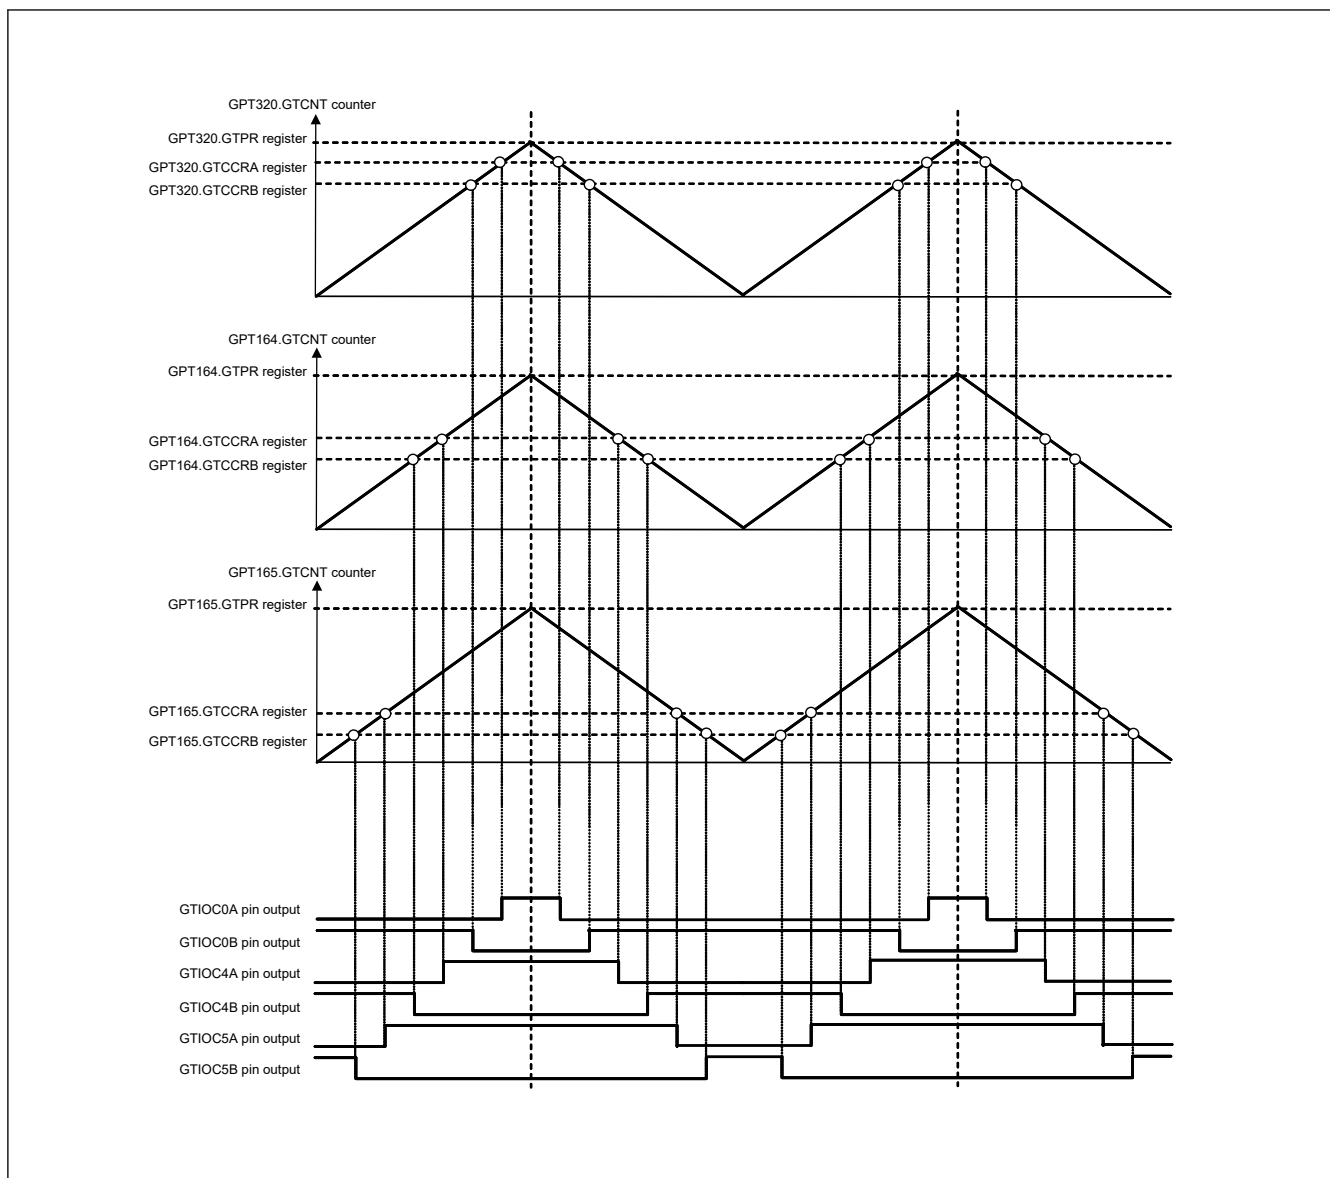 GPT320.GTCNT counter
GPT320.GTPR register
GPT320.GTCCRA register
GPT320.GTCCRB register
GPT164.GTCNT counter
GPT164.GTPR register
GPT164.GTCCRA register
GPT164.GTCCRB register
GPT165.GTCNT counter
GPT165.GTPR register
GPT165.GTCCRA register
GPT165.GTCCRB register
GTIOC0A pin output
GTIOC0B pin output
GTIOC4A pin output
GTIOC4B pin output
GTIOC5A pin output
GTIOC5B pin output